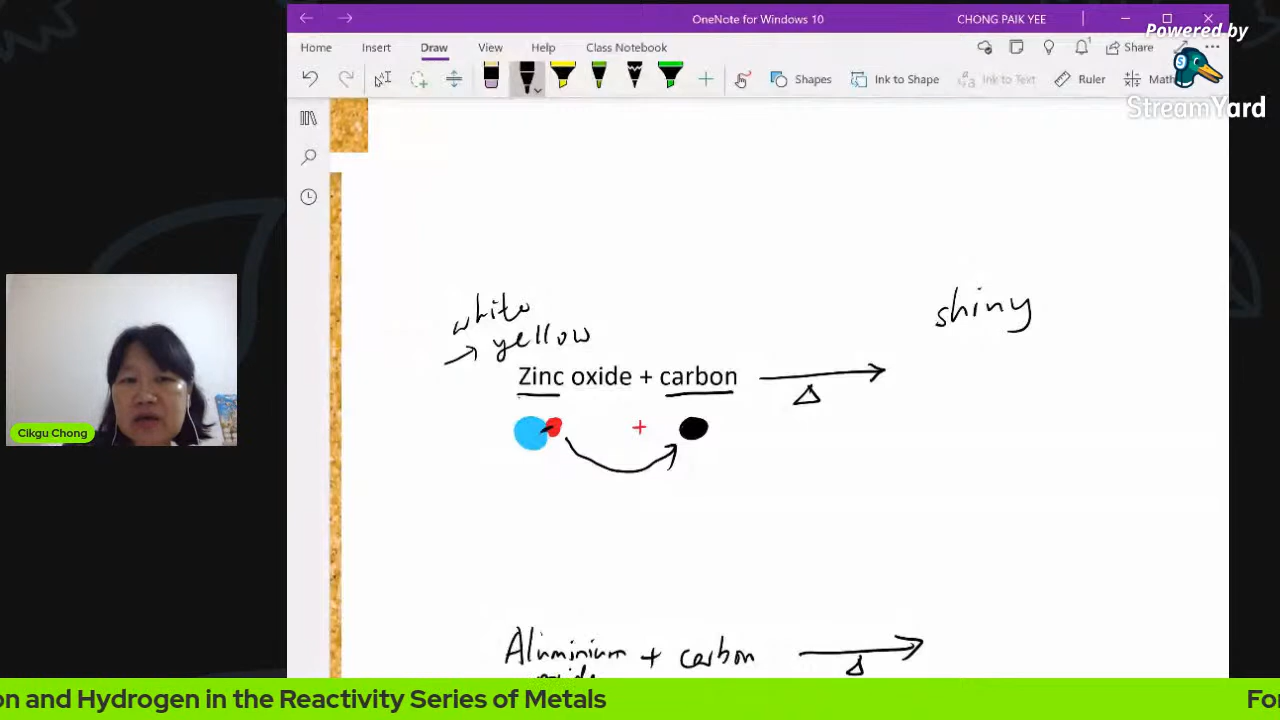 OneNote for Windows 10
CHONG PAIK YEE
Powered by
StreamYard
Home Insert Draw View Help Class Notebook Share
Shapes Ink to Shape Ink to Text Ruler Math
white
→ yellow
shiny
Zinc oxide + carbon
Δ
+
Cikgu Chong
Aluminium + carbon
oxide
Δ
on and Hydrogen in the Reactivity Series of Metals
For